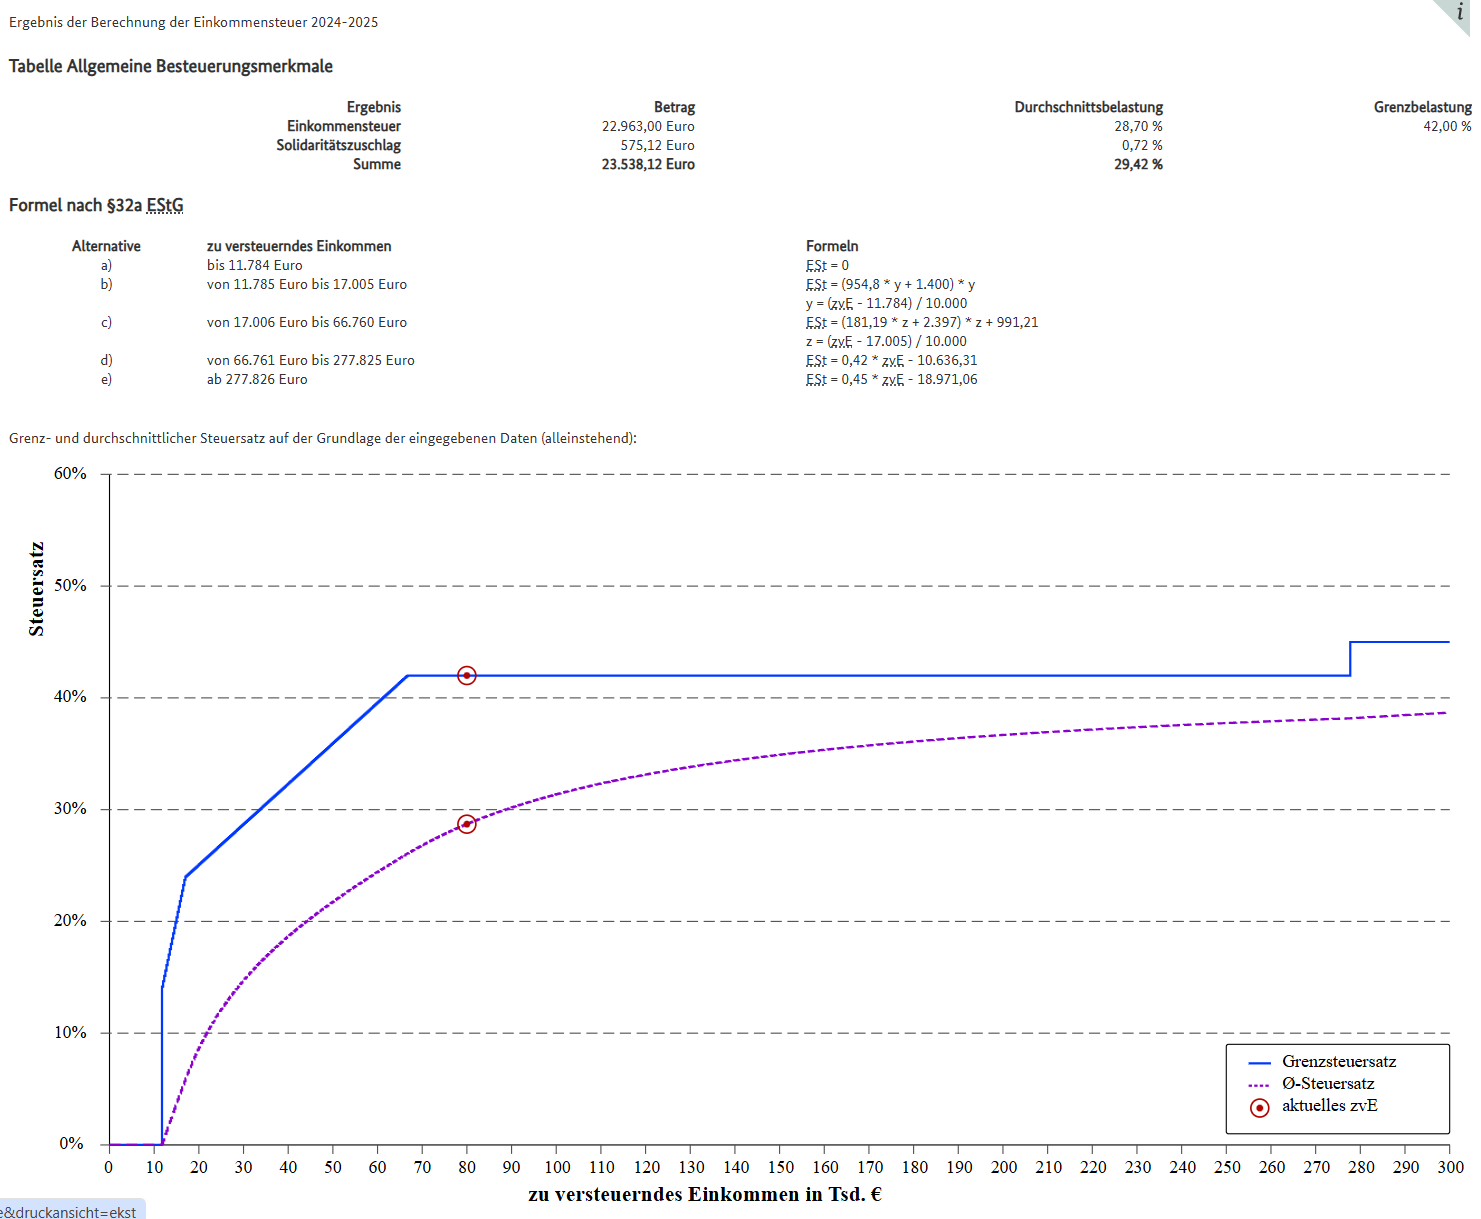 i
Ergebnis der Berechnung der Einkommensteuer 2024-2025
Tabelle Allgemeine Besteuerungsmerkmale
Ergebnis Betrag Durchschnittsbelastung Grenzbelastung
Einkommensteuer 22.963,00 Euro 28,70 % 42,00 %
Solidaritätszuschlag 575,12 Euro 0,72 %
Summe 23.538,12 Euro 29,42 %
Formel nach §32a EStG
Alternative zu versteuerndes Einkommen Formeln
a) bis 11.784 Euro ESt = 0
b) von 11.785 Euro bis 17.005 Euro ESt = (954,8 * y + 1.400) * y
y = (zvE - 11.784) / 10.000
c) von 17.006 Euro bis 66.760 Euro ESt = (181,19 * z + 2.397) * z + 991,21
z = (zvE - 17.005) / 10.000
d) von 66.761 Euro bis 277.825 Euro ESt = 0,42 * zvE - 10.636,31
e) ab 277.826 Euro ESt = 0,45 * zvE - 18.971,06
Grenz- und durchschnittlicher Steuersatz auf der Grundlage der eingegebenen Daten (alleinstehend):
Steuersatz
60%
50%
40%
30%
20%
10%
0%
Grenzsteuersatz
Ø-Steuersatz
aktuelles zvE
0 10 20 30 40 50 60 70 80 90 100 110 120 130 140 150 160 170 180 190 200 210 220 230 240 250 260 270 280 290 300
zu versteuerndes Einkommen in Tsd. €
e&druckansicht=ekst